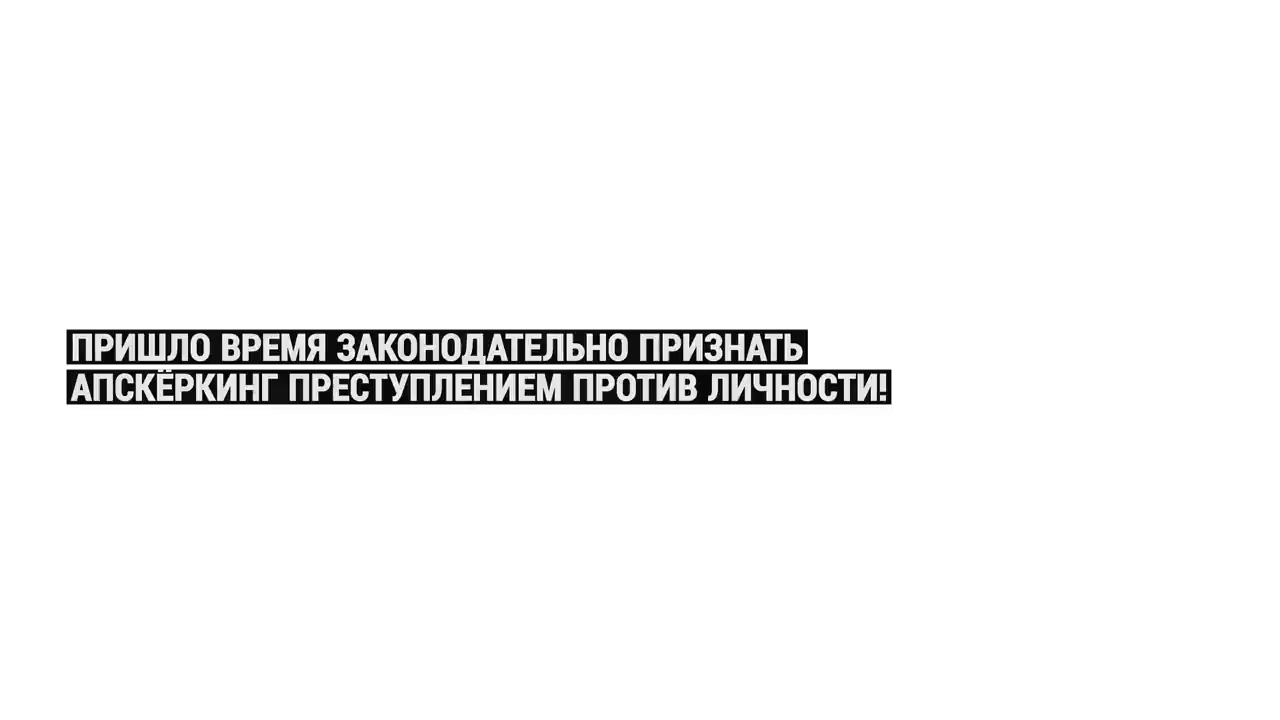 ПРИШЛО ВРЕМЯ ЗАКОНОДАТЕЛЬНО ПРИЗНАТЬ
АПСКЁРКИНГ ПРЕСТУПЛЕНИЕМ ПРОТИВ ЛИЧНОСТИ!